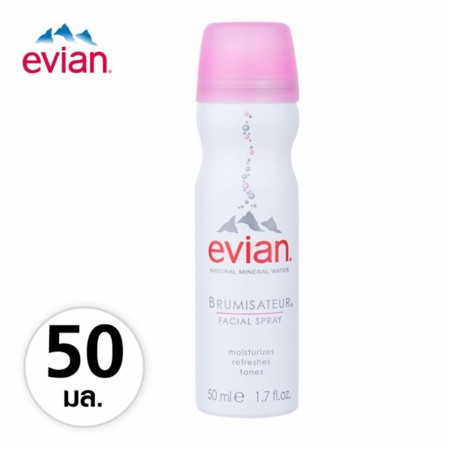 evian.
evian.
NATURAL MINERAL WATER
BRUMISATEUR®
FACIAL SPRAY
moisturizes
refreshes
tones
50 ml e 1.7 fl.oz.
50
มล.